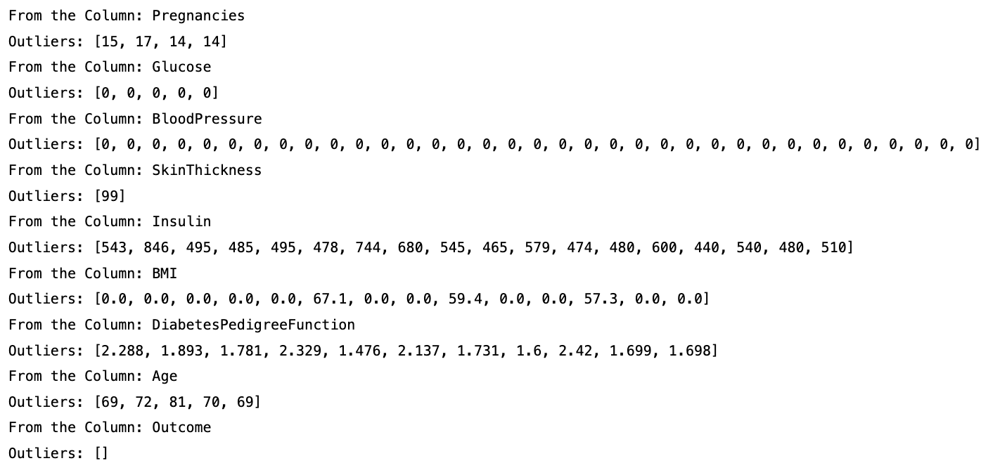 From the Column: Pregnancies
Outliers: [15, 17, 14, 14]
From the Column: Glucose
Outliers: [0, 0, 0, 0, 0]
From the Column: BloodPressure
Outliers: [0, 0, 0, 0, 0, 0, 0, 0, 0, 0, 0, 0, 0, 0, 0, 0, 0, 0, 0, 0, 0, 0, 0, 0, 0, 0, 0, 0, 0, 0, 0, 0, 0, 0, 0]
From the Column: SkinThickness
Outliers: [99]
From the Column: Insulin
Outliers: [543, 846, 495, 485, 495, 478, 744, 680, 545, 465, 579, 474, 480, 600, 440, 540, 480, 510]
From the Column: BMI
Outliers: [0.0, 0.0, 0.0, 0.0, 0.0, 67.1, 0.0, 0.0, 59.4, 0.0, 0.0, 57.3, 0.0, 0.0]
From the Column: DiabetesPedigreeFunction
Outliers: [2.288, 1.893, 1.781, 2.329, 1.476, 2.137, 1.731, 1.6, 2.42, 1.699, 1.698]
From the Column: Age
Outliers: [69, 72, 81, 70, 69]
From the Column: Outcome
Outliers: []